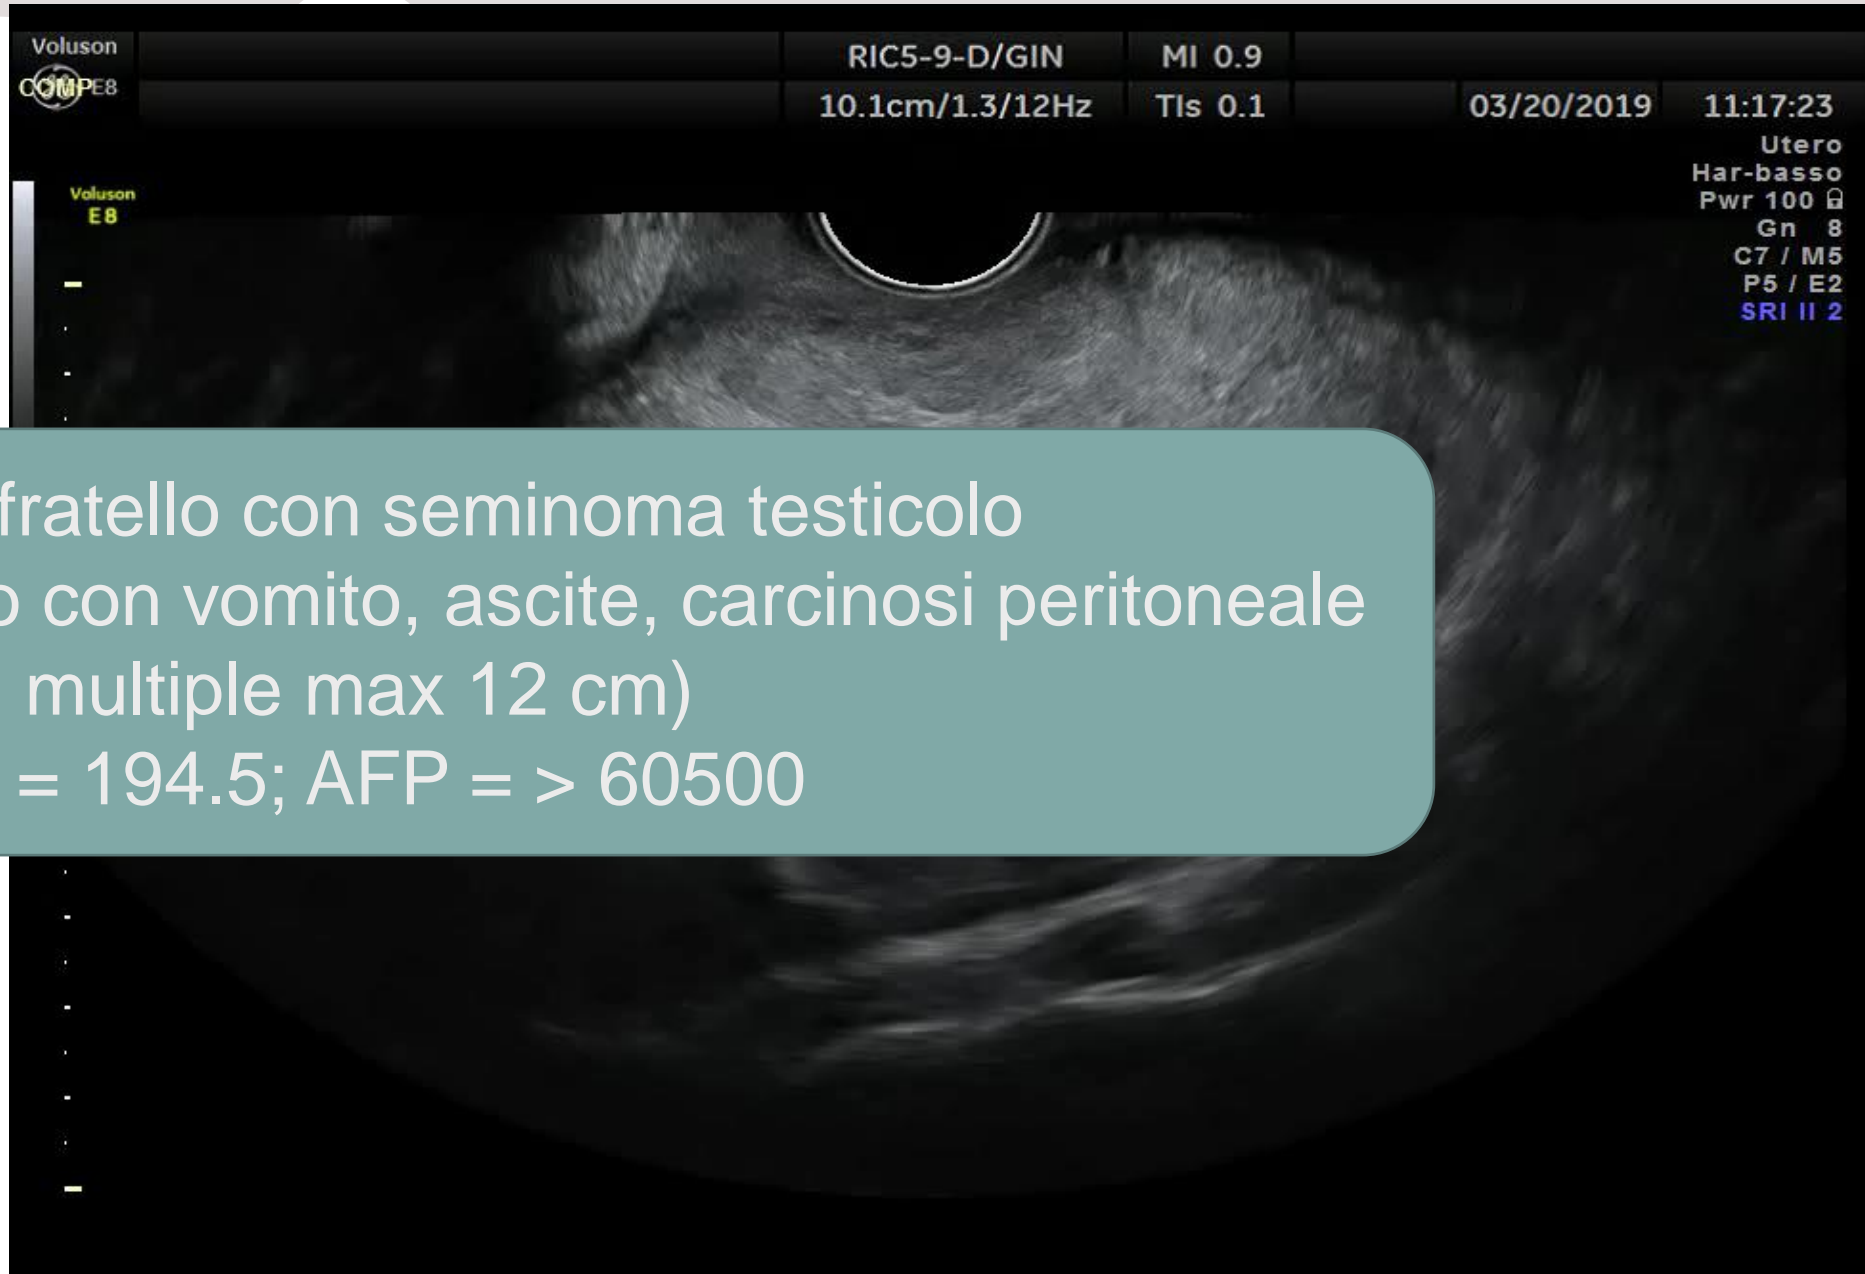 Voluson
E8
COMP
RIC5-9-D/GIN MI 0.9
10.1cm/1.3/12Hz TIs 0.1 03/20/2019 11:17:23
Utero
Har-basso
Pwr 100
Gn 8
C7 / M5
P5 / E2
SRI II 2
Voluson
E8
fratello con seminoma testicolo
o con vomito, ascite, carcinosi peritoneale
multiple max 12 cm)
= 194.5; AFP = > 60500